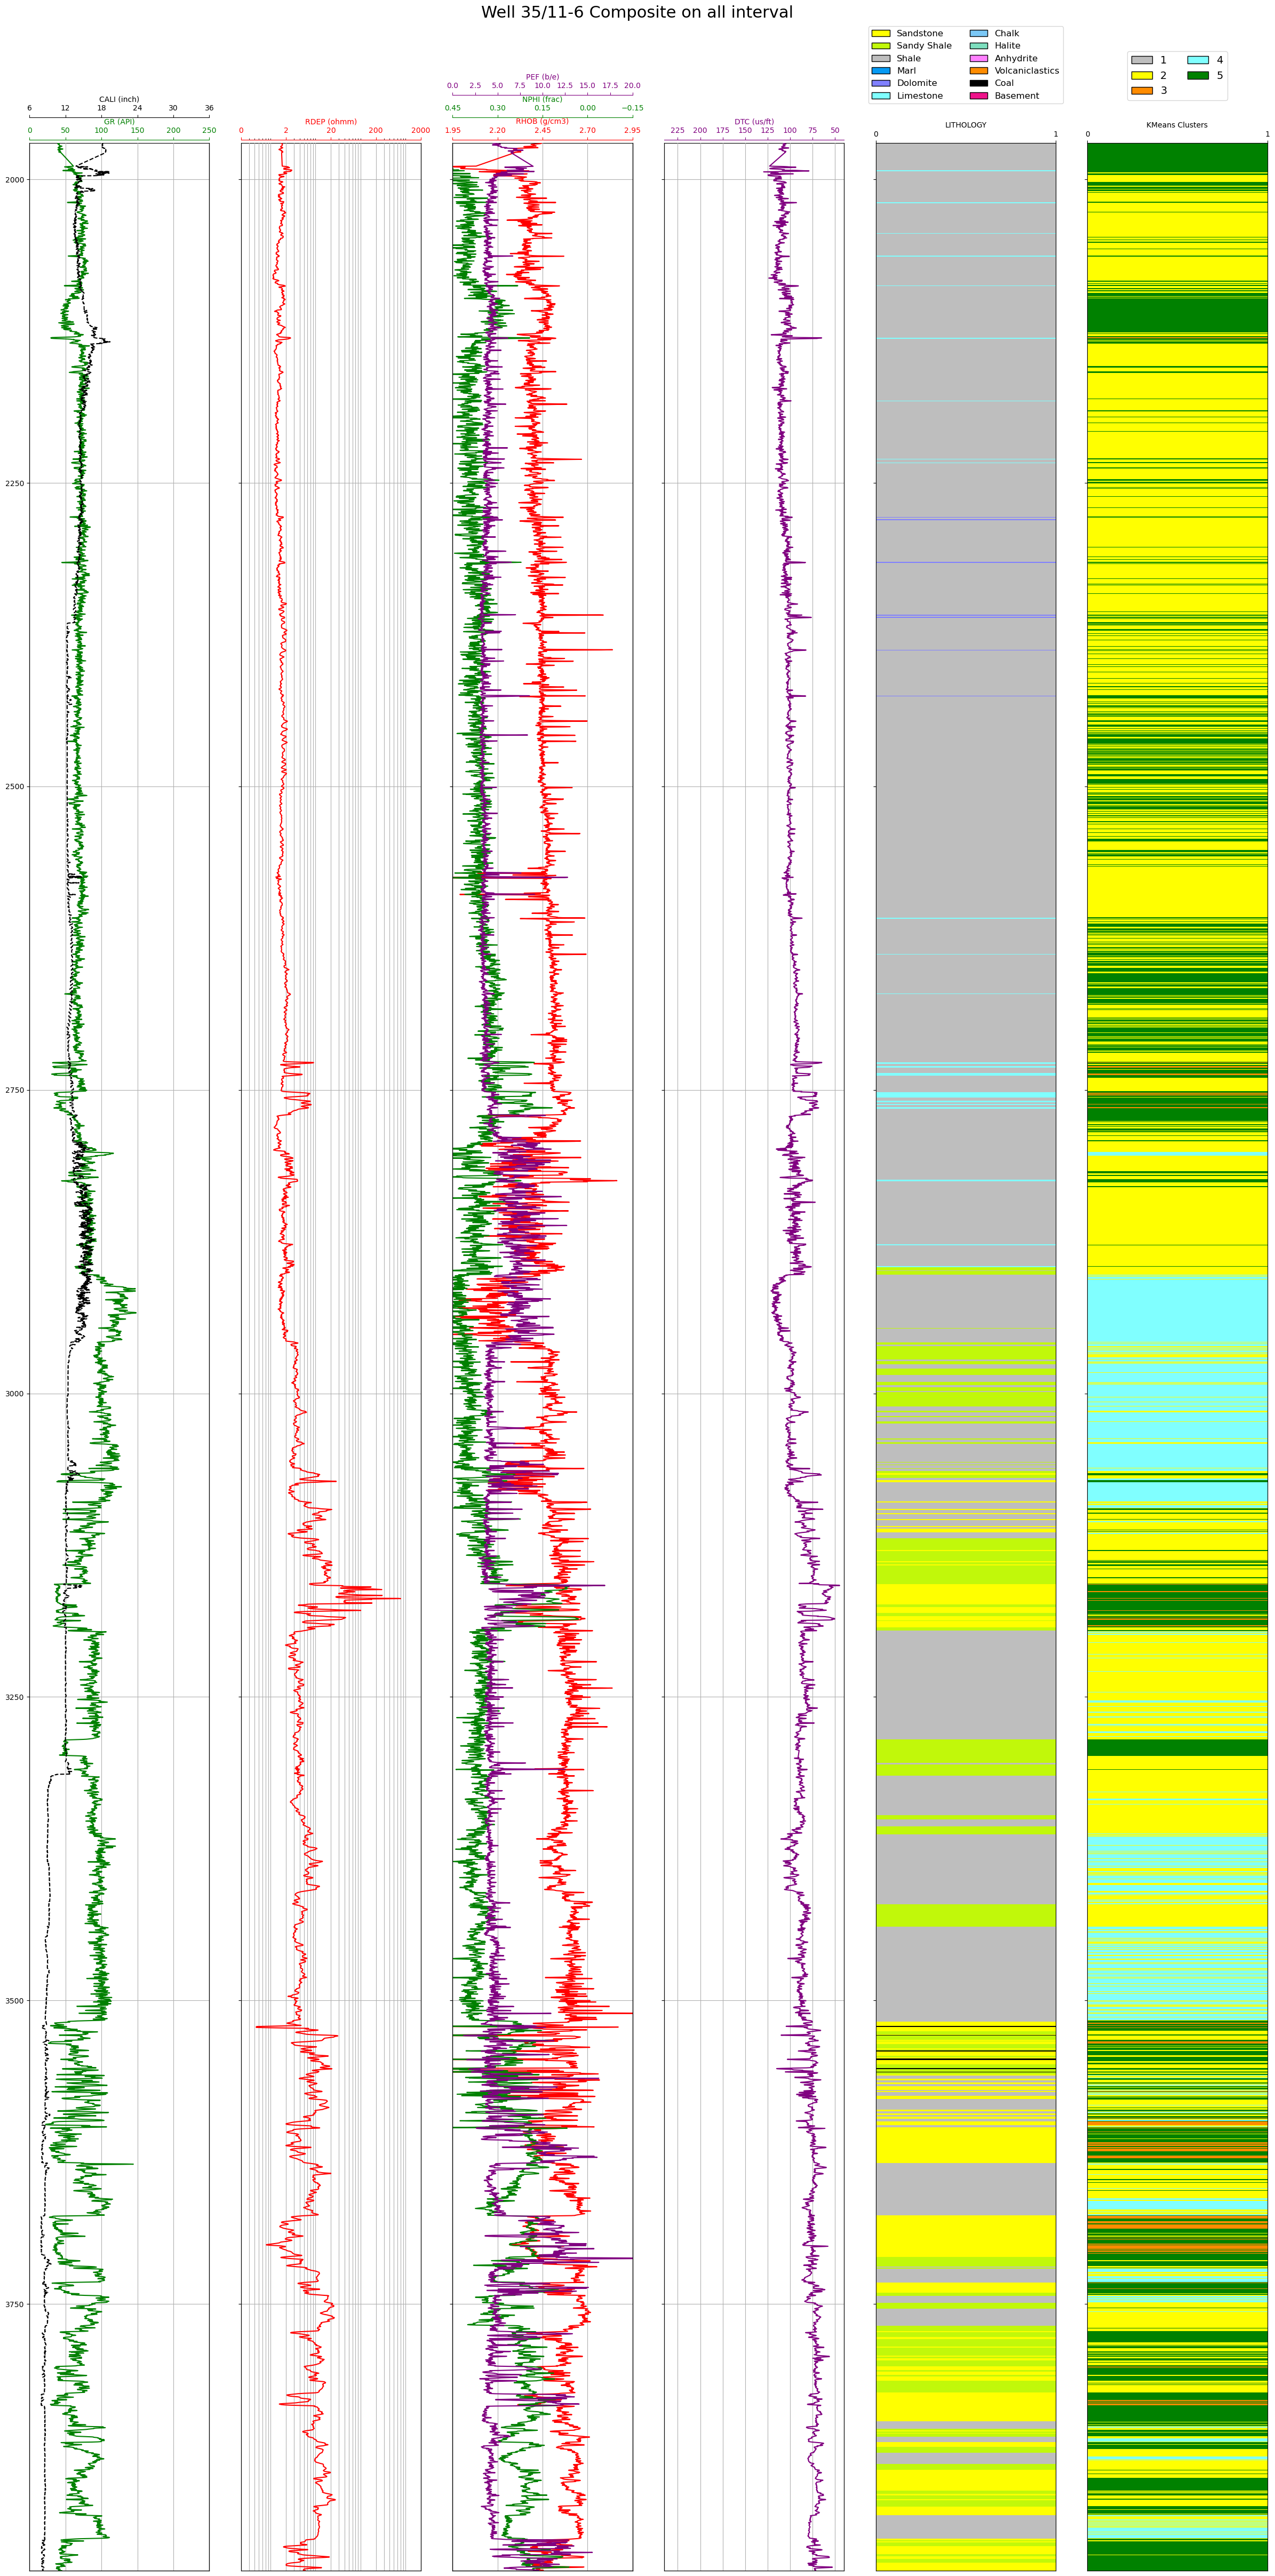 Well 35/11-6 Composite on all interval
Sandstone Chalk
Sandy Shale Halite
Shale Anhydrite
Marl Volcaniclastics
Dolomite Coal
Limestone Basement
1 4
2 5
3
PEF (b/e)
0.0 2.5 5.0 7.5 10.0 12.5 15.0 17.5 20.0
CALI (inch)
6 12 18 24 30 36
NPHI (frac)
0.45 0.30 0.15 0.00 −0.15
GR (API)
0 50 100 150 200 250
RDEP (ohmm)
0 2 20 200 2000
RHOB (g/cm3)
1.95 2.20 2.45 2.70 2.95
DTC (us/ft)
225 200 175 150 125 100 75 50
LITHOLOGY
0 1
KMeans Clusters
0 1
2000
2250
2500
2750
3000
3250
3500
3750